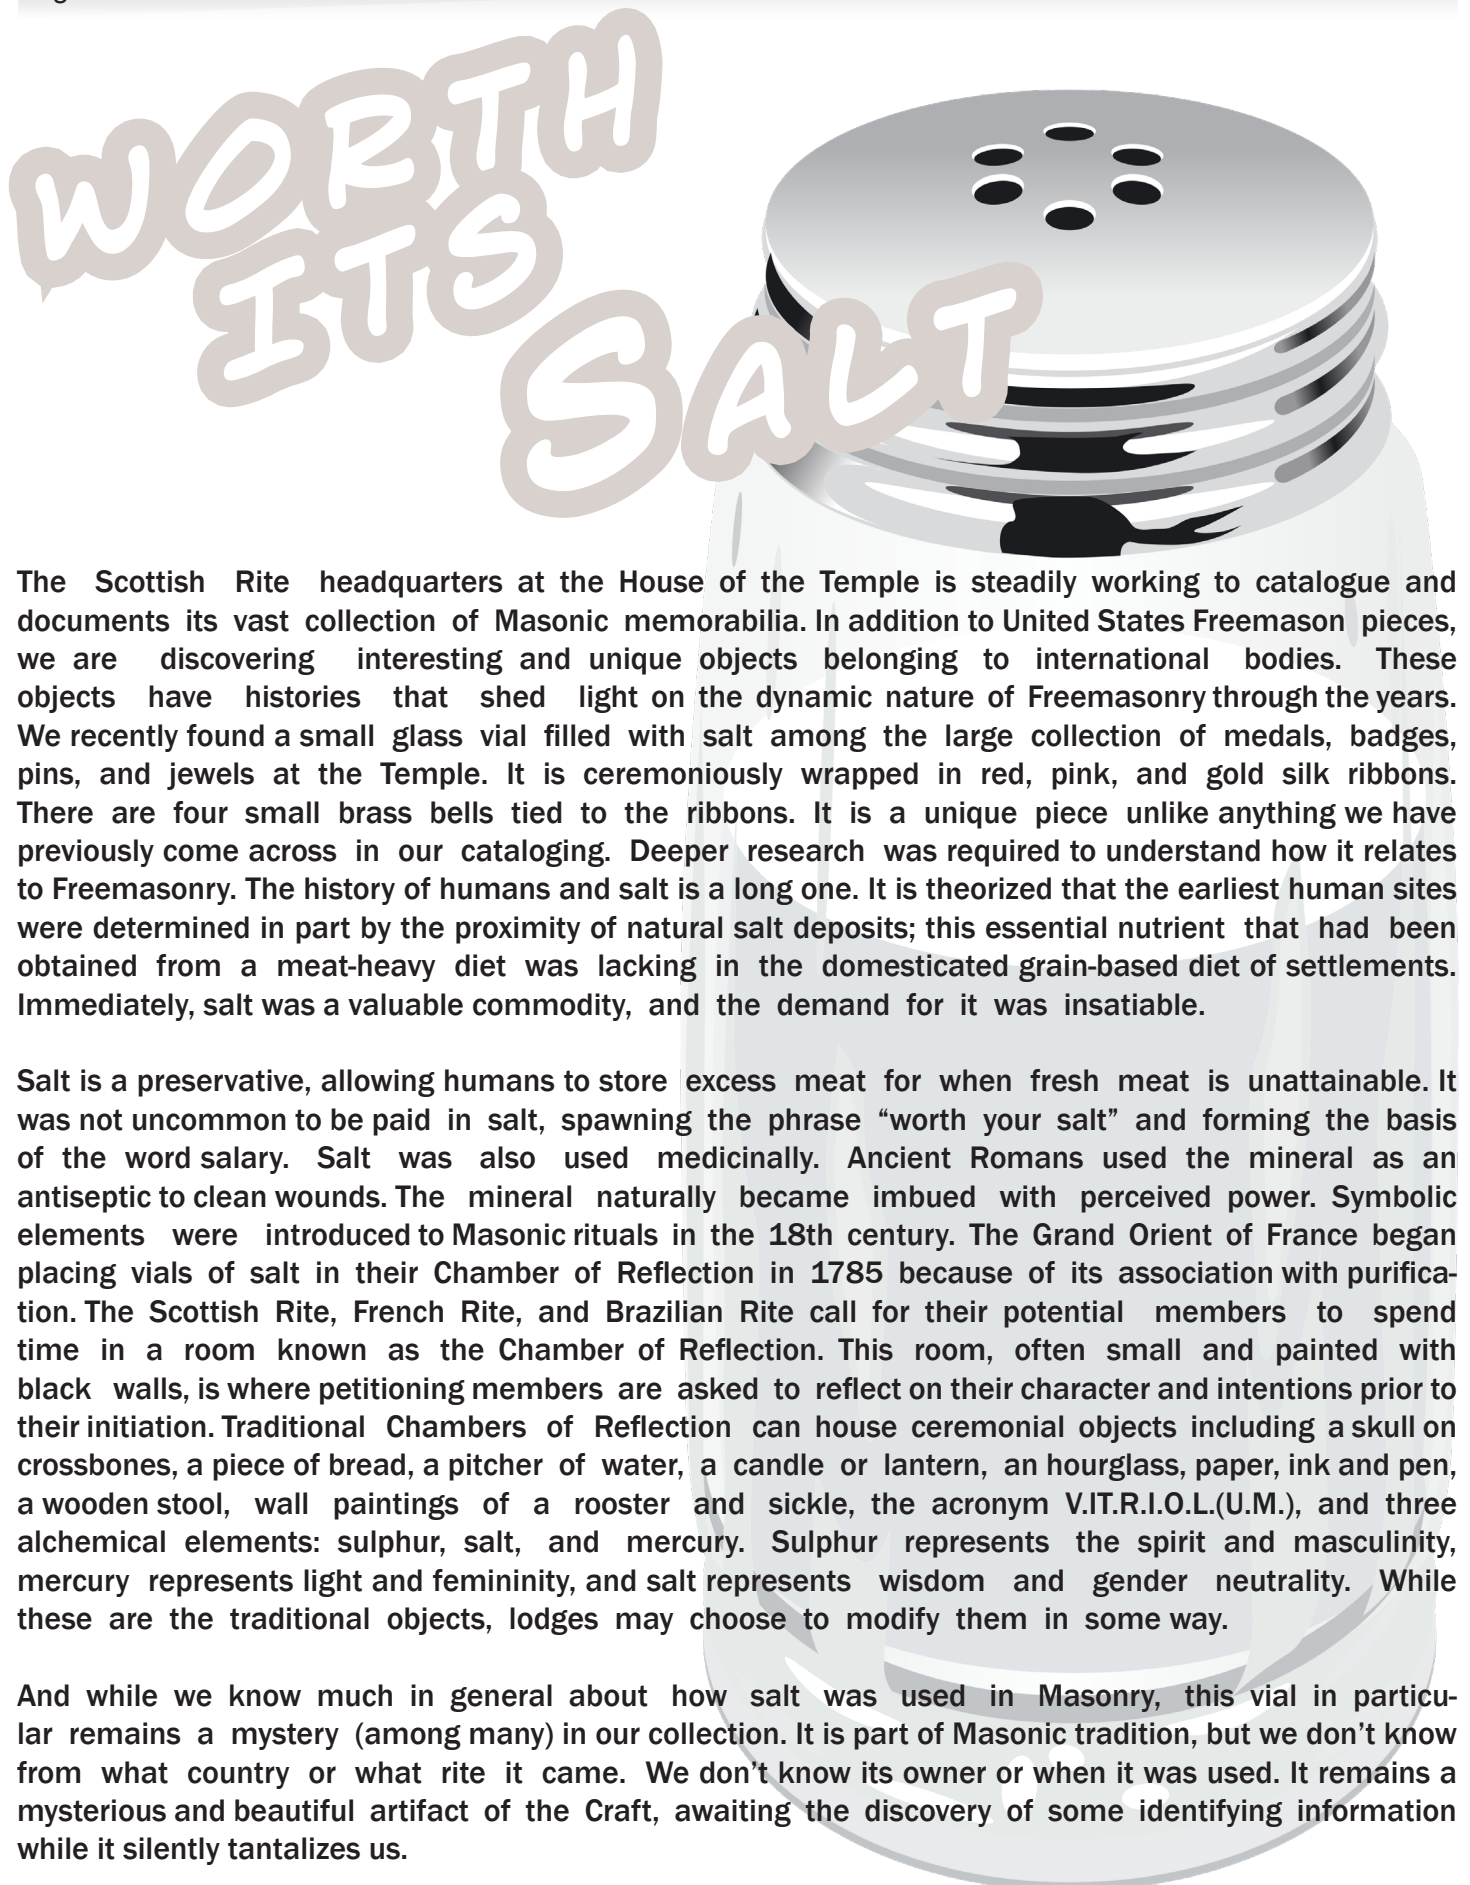 WORTH
ITS
SALT
The Scottish Rite headquarters at the House of the Temple is steadily working to catalogue and
documents its vast collection of Masonic memorabilia. In addition to United States Freemason pieces,
we are discovering interesting and unique objects belonging to international bodies. These
objects have histories that shed light on the dynamic nature of Freemasonry through the years.
We recently found a small glass vial filled with salt among the large collection of medals, badges,
pins, and jewels at the Temple. It is ceremoniously wrapped in red, pink, and gold silk ribbons.
There are four small brass bells tied to the ribbons. It is a unique piece unlike anything we have
previously come across in our cataloging. Deeper research was required to understand how it relates
to Freemasonry. The history of humans and salt is a long one. It is theorized that the earliest human sites
were determined in part by the proximity of natural salt deposits; this essential nutrient that had been
obtained from a meat-heavy diet was lacking in the domesticated grain-based diet of settlements.
Immediately, salt was a valuable commodity, and the demand for it was insatiable.
Salt is a preservative, allowing humans to store excess meat for when fresh meat is unattainable. It
was not uncommon to be paid in salt, spawning the phrase “worth your salt” and forming the basis
of the word salary. Salt was also used medicinally. Ancient Romans used the mineral as an
antiseptic to clean wounds. The mineral naturally became imbued with perceived power. Symbolic
elements were introduced to Masonic rituals in the 18th century. The Grand Orient of France began
placing vials of salt in their Chamber of Reflection in 1785 because of its association with purifica-
tion. The Scottish Rite, French Rite, and Brazilian Rite call for their potential members to spend
time in a room known as the Chamber of Reflection. This room, often small and painted with
black walls, is where petitioning members are asked to reflect on their character and intentions prior to
their initiation. Traditional Chambers of Reflection can house ceremonial objects including a skull on
crossbones, a piece of bread, a pitcher of water, a candle or lantern, an hourglass, paper, ink and pen,
a wooden stool, wall paintings of a rooster and sickle, the acronym V.IT.R.I.O.L.(U.M.), and three
alchemical elements: sulphur, salt, and mercury. Sulphur represents the spirit and masculinity,
mercury represents light and femininity, and salt represents wisdom and gender neutrality. While
these are the traditional objects, lodges may choose to modify them in some way.
And while we know much in general about how salt was used in Masonry, this vial in particu-
lar remains a mystery (among many) in our collection. It is part of Masonic tradition, but we don’t know
from what country or what rite it came. We don’t know its owner or when it was used. It remains a
mysterious and beautiful artifact of the Craft, awaiting the discovery of some identifying information
while it silently tantalizes us.